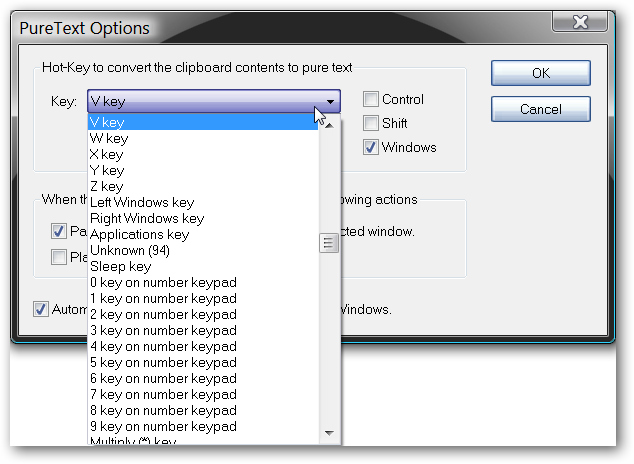 PureText Options
Hot-Key to convert the clipboard contents to pure text
Key: V key
Control
Shift
Windows
OK
Cancel
V key
W key
X key
Y key
Z key
Left Windows key
Right Windows key
Applications key
Unknown (94)
Sleep key
0 key on number keypad
1 key on number keypad
2 key on number keypad
3 key on number keypad
4 key on number keypad
5 key on number keypad
6 key on number keypad
7 key on number keypad
8 key on number keypad
9 key on number keypad
Multiply (*) key
When th
owing actions
Pa
cted window.
Pla
Autom
Windows.